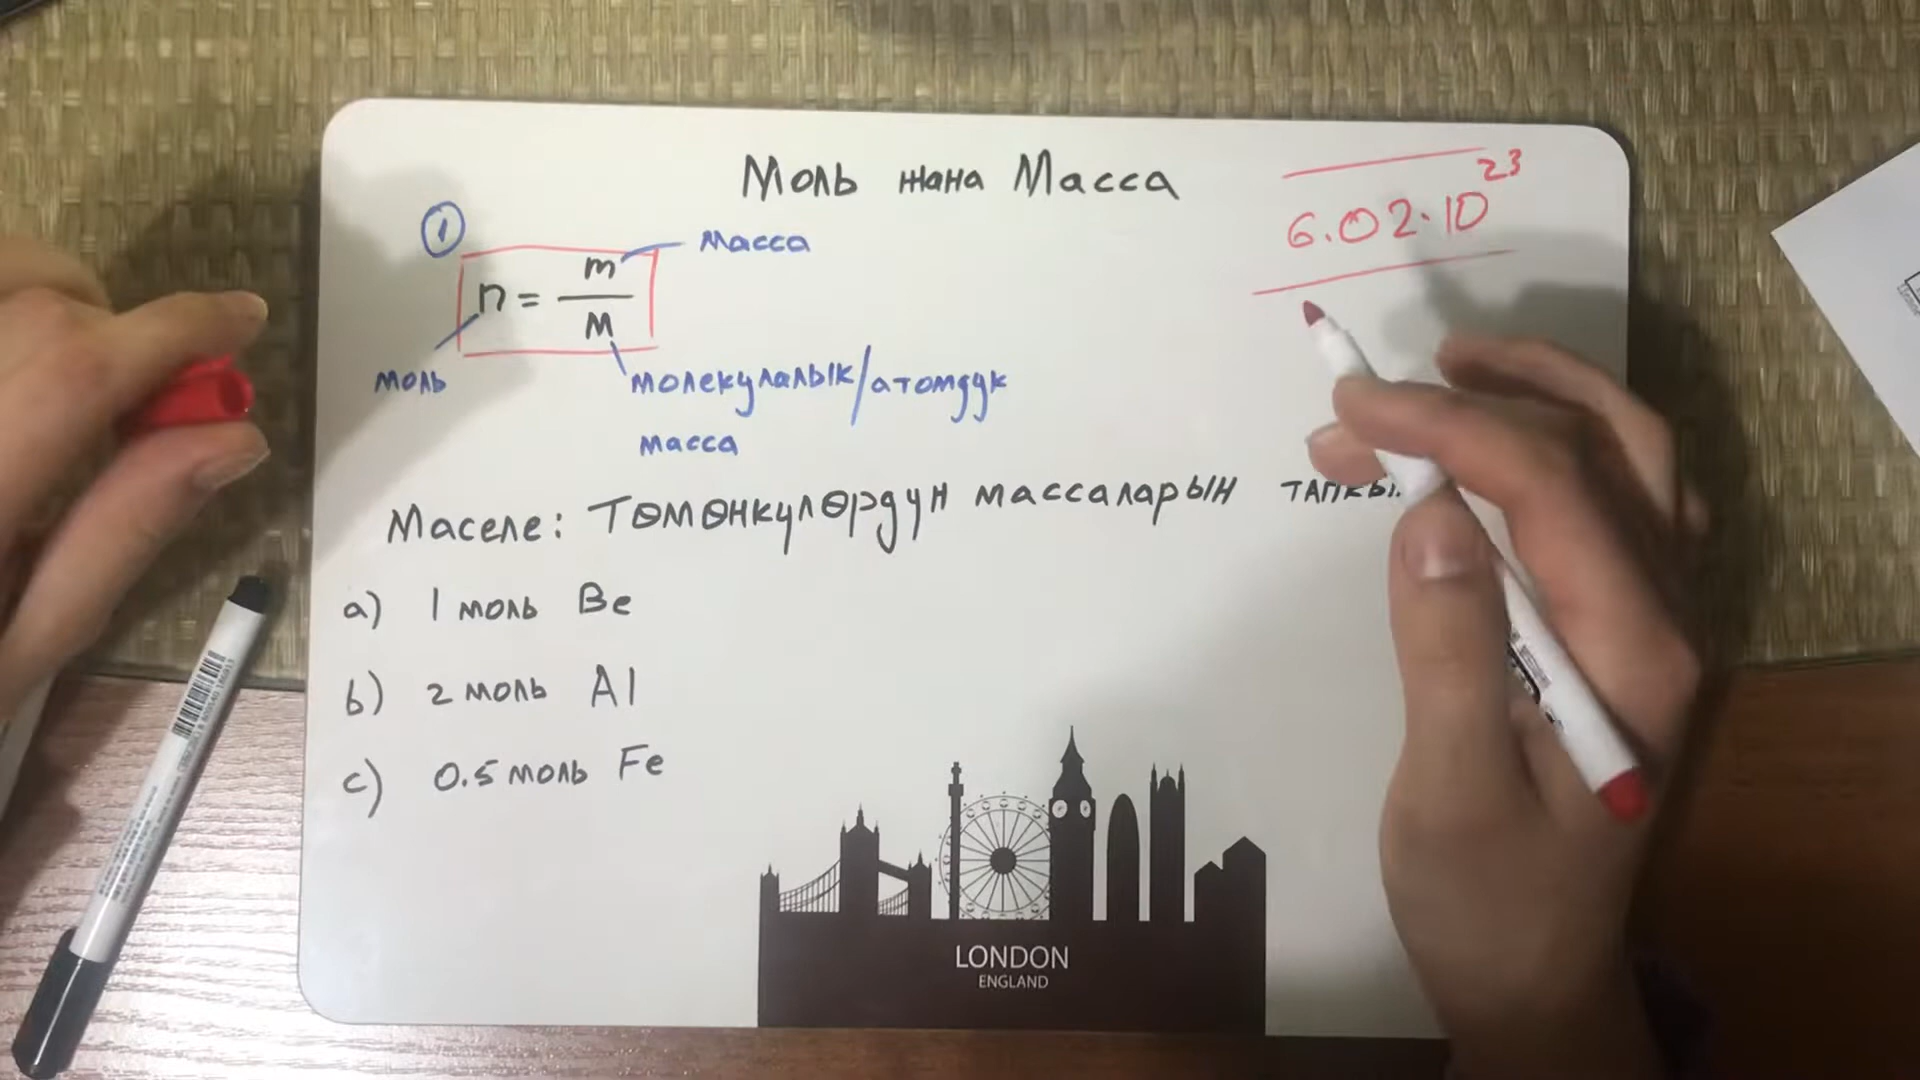 Моль жана Масса
6.02·10²³
①
n = m/M
масса
моль
молекулалык/атомдук
масса
Маселе: Төмөнкүлөрдүн массаларын
a) 1 моль Be
b) 2 моль Al
c) 0.5 моль Fe
LONDON
ENGLAND